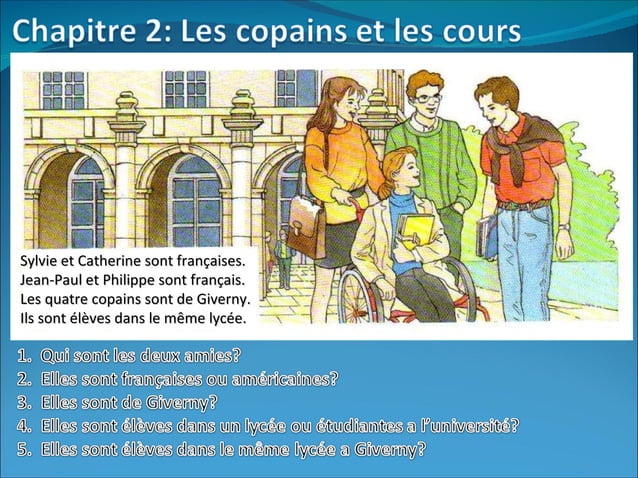 Chapitre 2: Les copains et les cours
Sylvie et Catherine sont françaises.
Jean-Paul et Philippe sont français.
Les quatre copains sont de Giverny.
Ils sont élèves dans le même lycée.
1. Qui sont les deux amies?
2. Elles sont françaises ou américaines?
3. Elles sont de Giverny?
4. Elles sont élèves dans un lycée ou étudiantes a l’université?
5. Elles sont élèves dans le même lycée a Giverny?